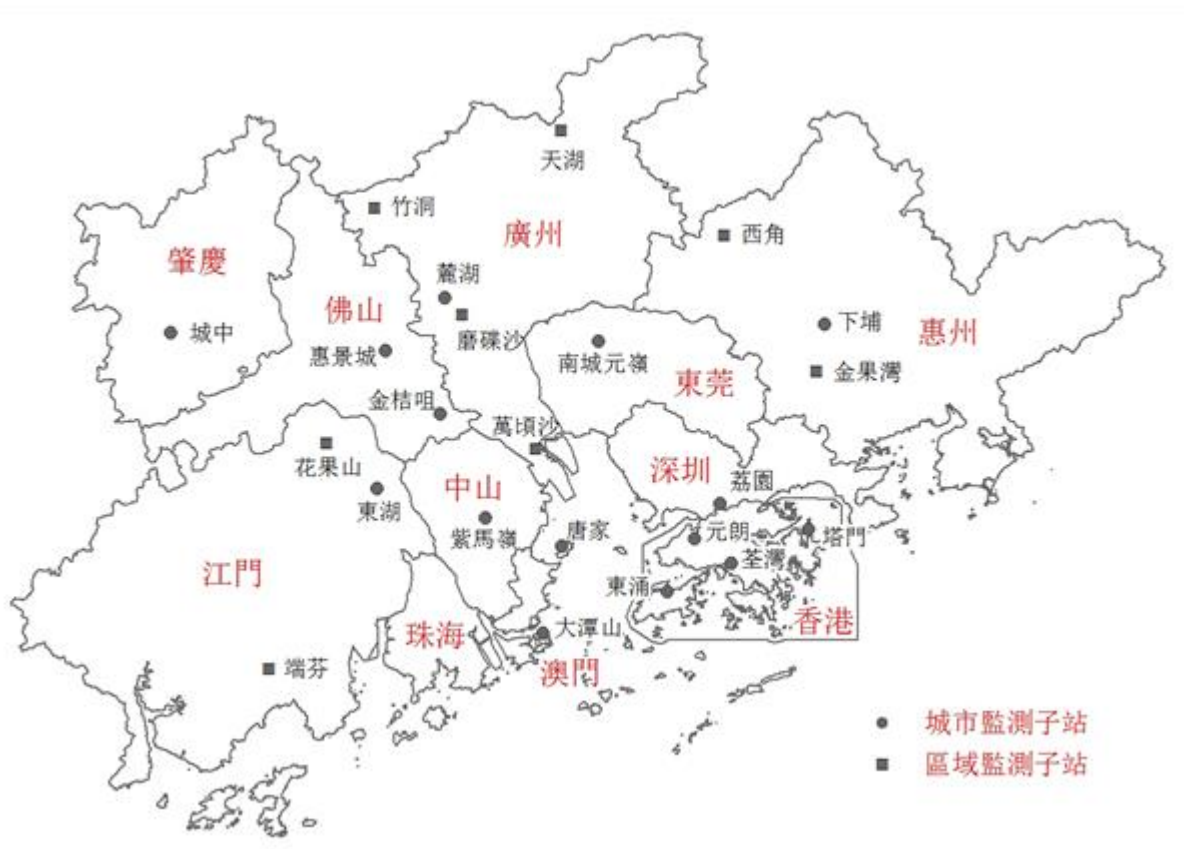 天湖
竹洞
廣州
西角
肇慶
麓湖
佛山
磨碟沙
下埔
惠州
城中
惠景城
南城元嶺
東莞
金果灣
金桔咀
萬頃沙
花果山
深圳
中山
荔園
東湖
紫馬嶺
唐家
元朗
塔門
荃灣
江門
東涌
珠海
大潭山
香港
澳門
端芬
城市監測子站
區域監測子站